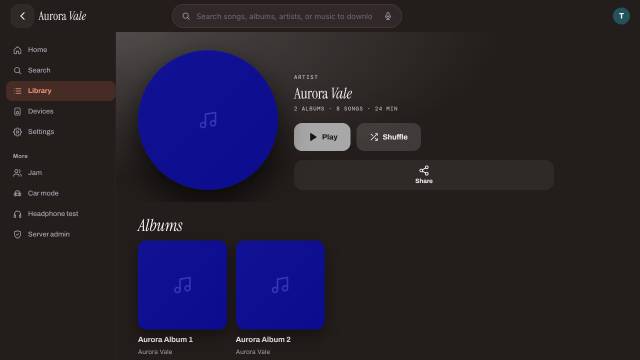 Aurora Vale
Search songs, albums, artists, or music to downlo
T
Home
Search
Library
Devices
Settings
More
Jam
Car mode
Headphone test
Server admin
ARTIST
Aurora Vale
2 ALBUMS · 8 SONGS · 24 MIN
Play
Shuffle
Share
Albums
Aurora Album 1
Aurora Vale
Aurora Album 2
Aurora Vale